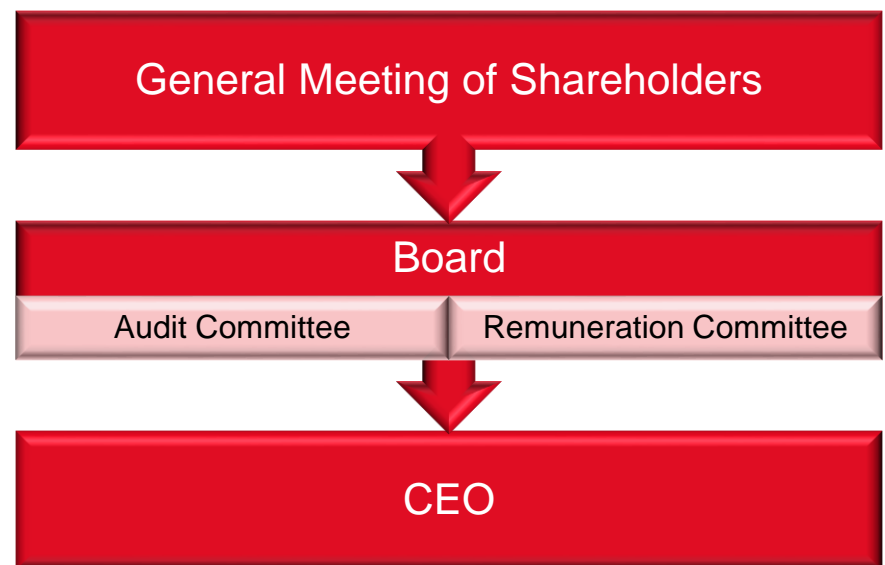 General Meeting of Shareholders
Board
Audit Committee
Remuneration Committee
CEO